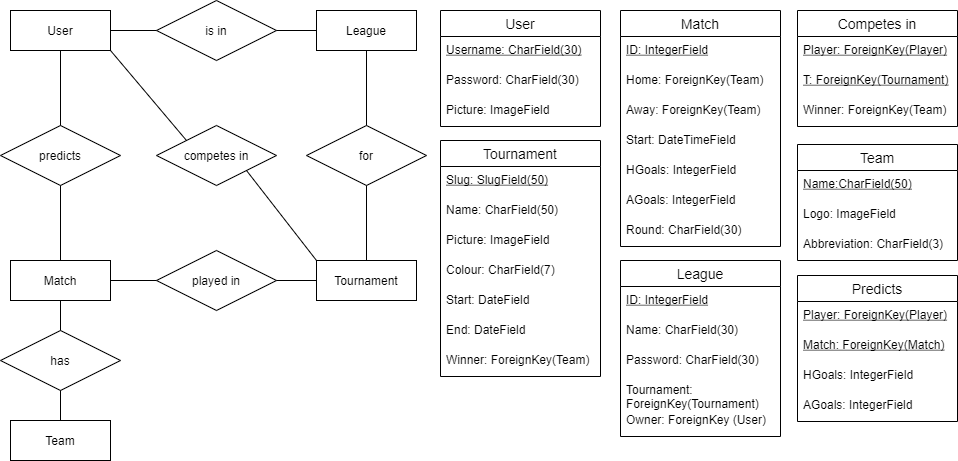 User
is in
League
predicts
competes in
for
Match
played in
Tournament
has
Team
User
Username: CharField(30)
Password: CharField(30)
Picture: ImageField
Tournament
Slug: SlugField(50)
Name: CharField(50)
Picture: ImageField
Colour: CharField(7)
Start: DateField
End: DateField
Winner: ForeignKey(Team)
Match
ID: IntegerField
Home: ForeignKey(Team)
Away: ForeignKey(Team)
Start: DateTimeField
HGoals: IntegerField
AGoals: IntegerField
Round: CharField(30)
League
ID: IntegerField
Name: CharField(30)
Password: CharField(30)
Tournament:
ForeignKey(Tournament)
Owner: ForeignKey (User)
Competes in
Player: ForeignKey(Player)
T: ForeignKey(Tournament)
Winner: ForeignKey(Team)
Team
Name:CharField(50)
Logo: ImageField
Abbreviation: CharField(3)
Predicts
Player: ForeignKey(Player)
Match: ForeignKey(Match)
HGoals: IntegerField
AGoals: IntegerField